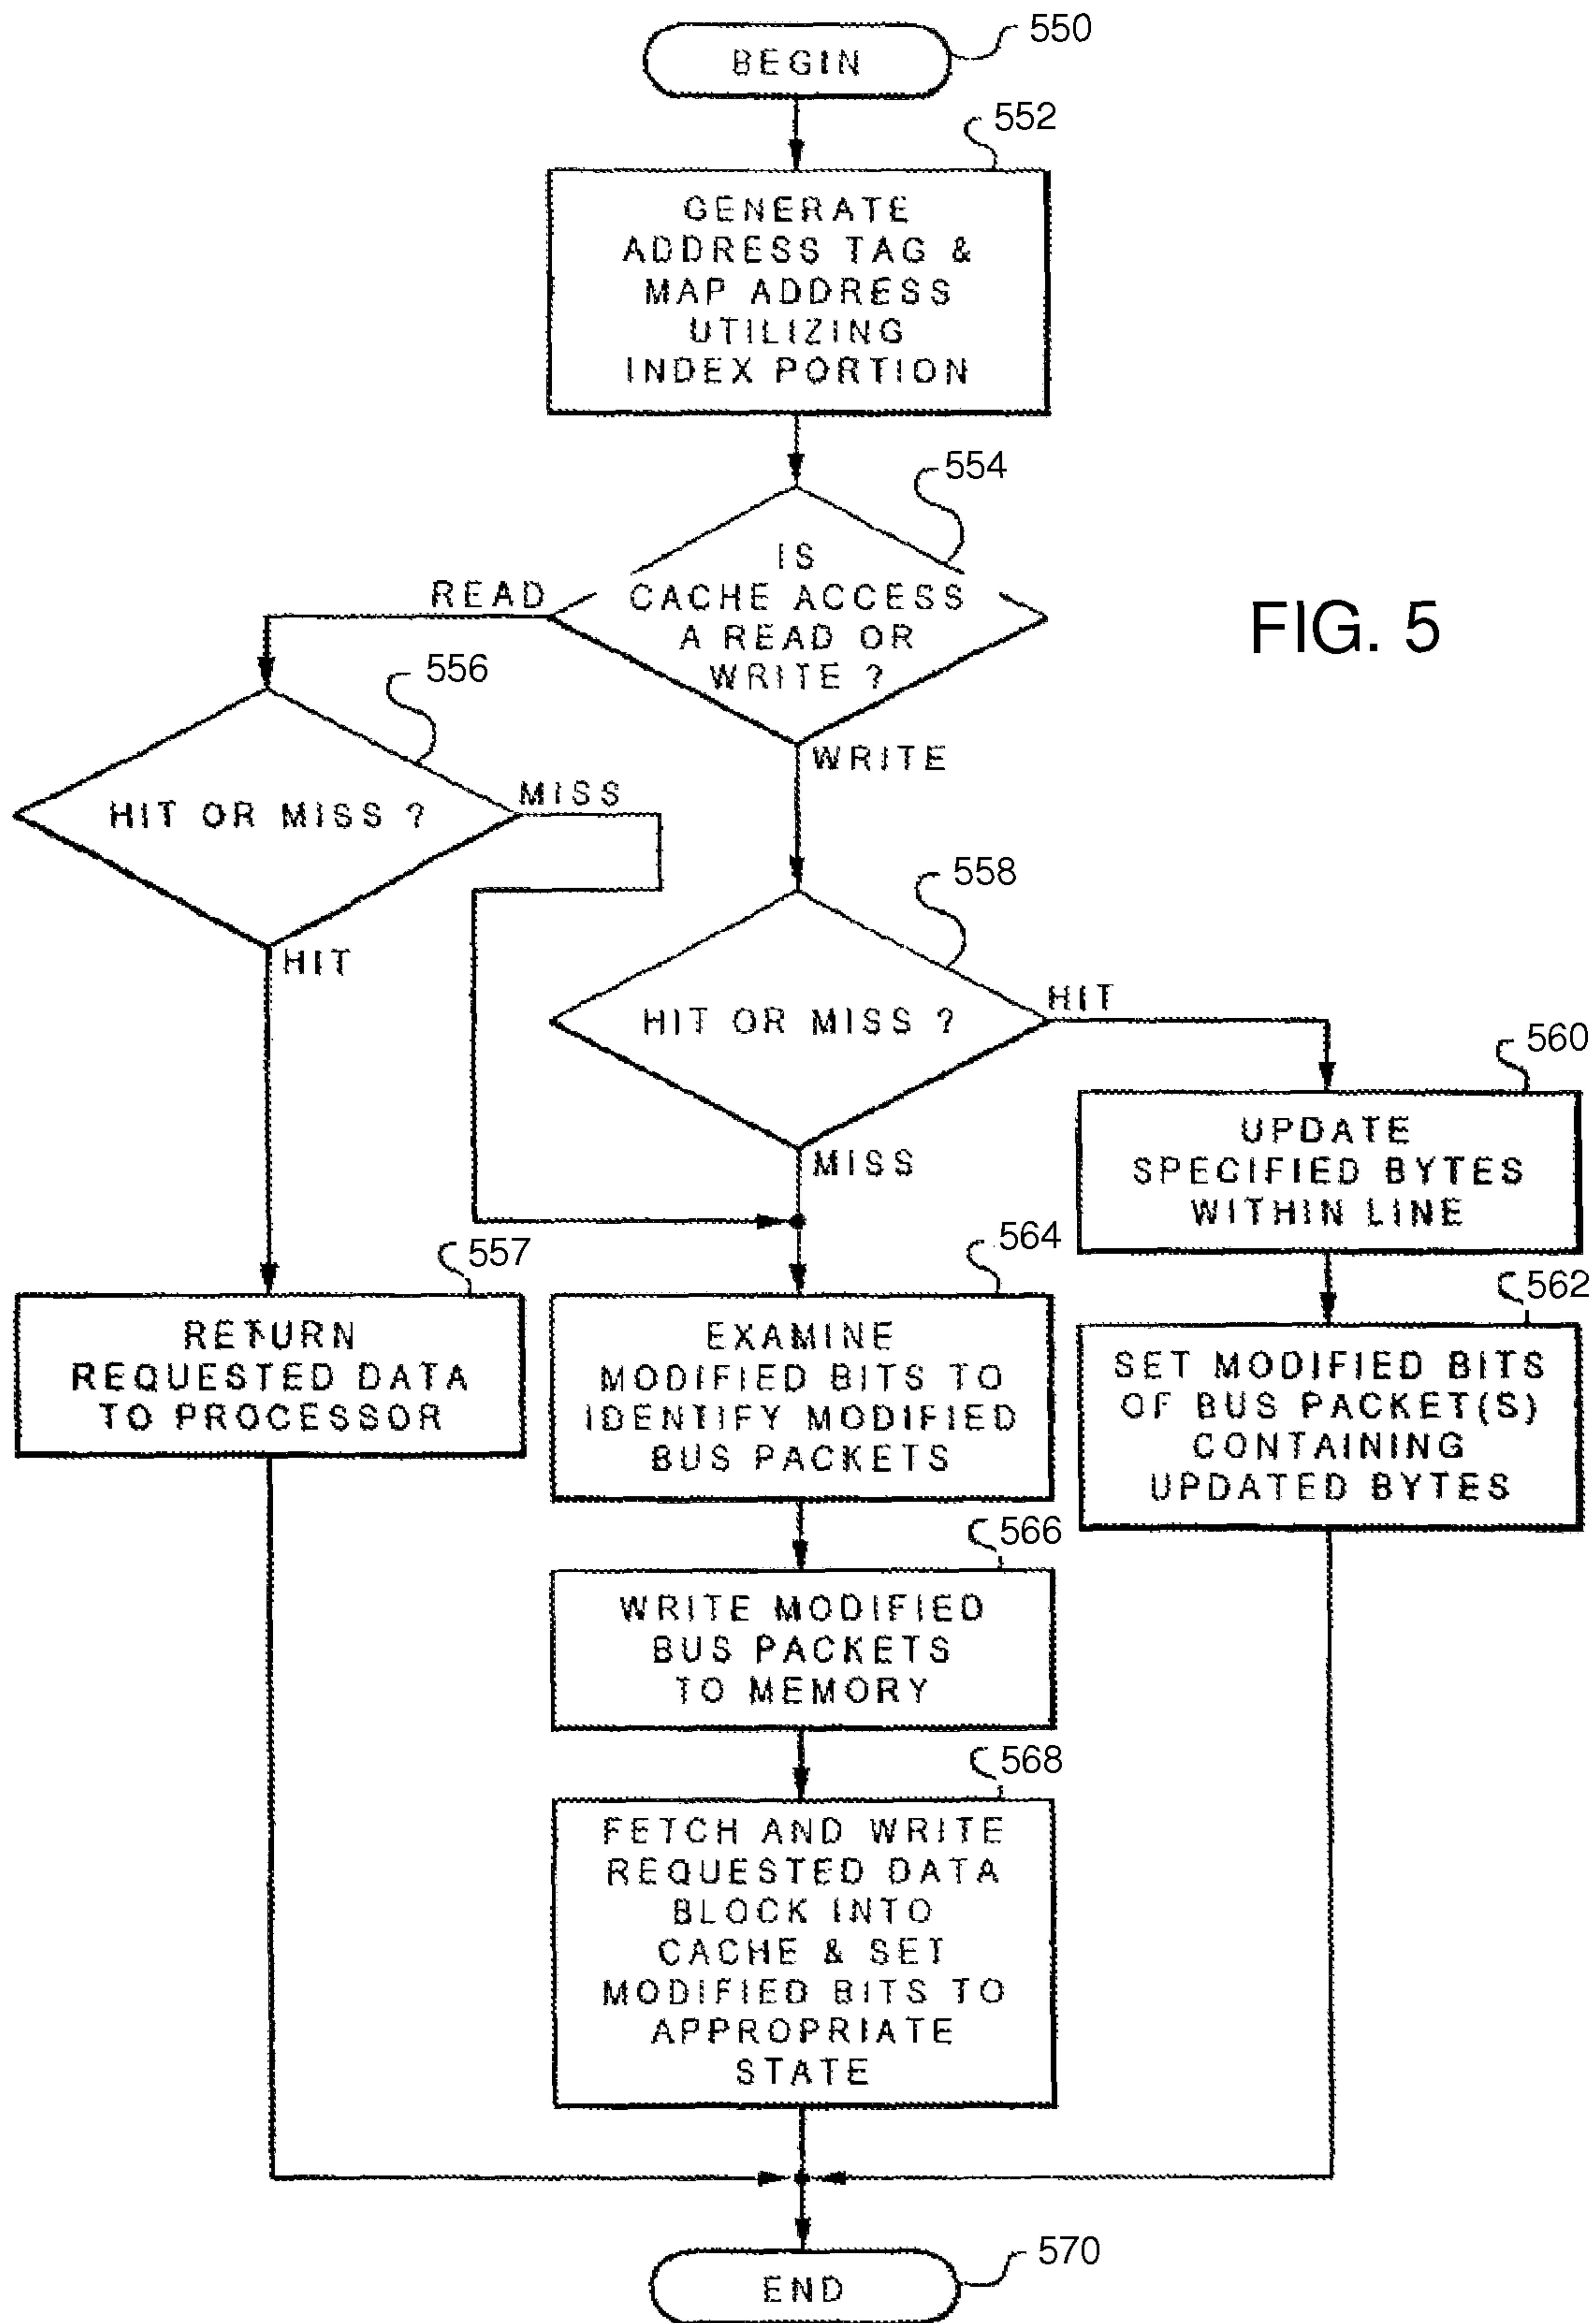 BEGIN
550
552
GENERATE
ADDRESS TAG &
MAP ADDRESS
UTILIZING
INDEX PORTION
554
IS
CACHE ACCESS
A READ OR
WRITE ?
READ
WRITE
FIG. 5
556
HIT OR MISS ?
MISS
HIT
558
HIT OR MISS ?
HIT
MISS
560
UPDATE
SPECIFIED BYTES
WITHIN LINE
557
RETURN
REQUESTED DATA
TO PROCESSOR
564
EXAMINE
MODIFIED BITS TO
IDENTIFY MODIFIED
BUS PACKETS
562
SET MODIFIED BITS
OF BUS PACKET(S)
CONTAINING
UPDATED BYTES
566
WRITE MODIFIED
BUS PACKETS
TO MEMORY
568
FETCH AND WRITE
REQUESTED DATA
BLOCK INTO
CACHE & SET
MODIFIED BITS TO
APPROPRIATE
STATE
570
END